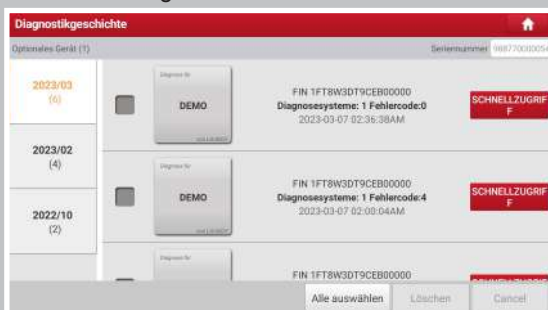 Diagnostikgeschichte
Optionales Gerät (1)
Seriennummer
2023/03
(6)
DEMO
FIN 1FT8W3DT9CEB00000
Diagnosesysteme: 1 Fehlercode:0
2023-03-07 02:36:38AM
SCHNELLZUGRIF
F
2023/02
(4)
2022/10
(2)
DEMO
FIN 1FT8W3DT9CEB00000
Diagnosesysteme: 1 Fehlercode:4
2023-03-07 02:00:04AM
SCHNELLZUGRIF
F
FIN 1FT8W3DT9CEB00000
Alle auswählen
Löschen
Cancel